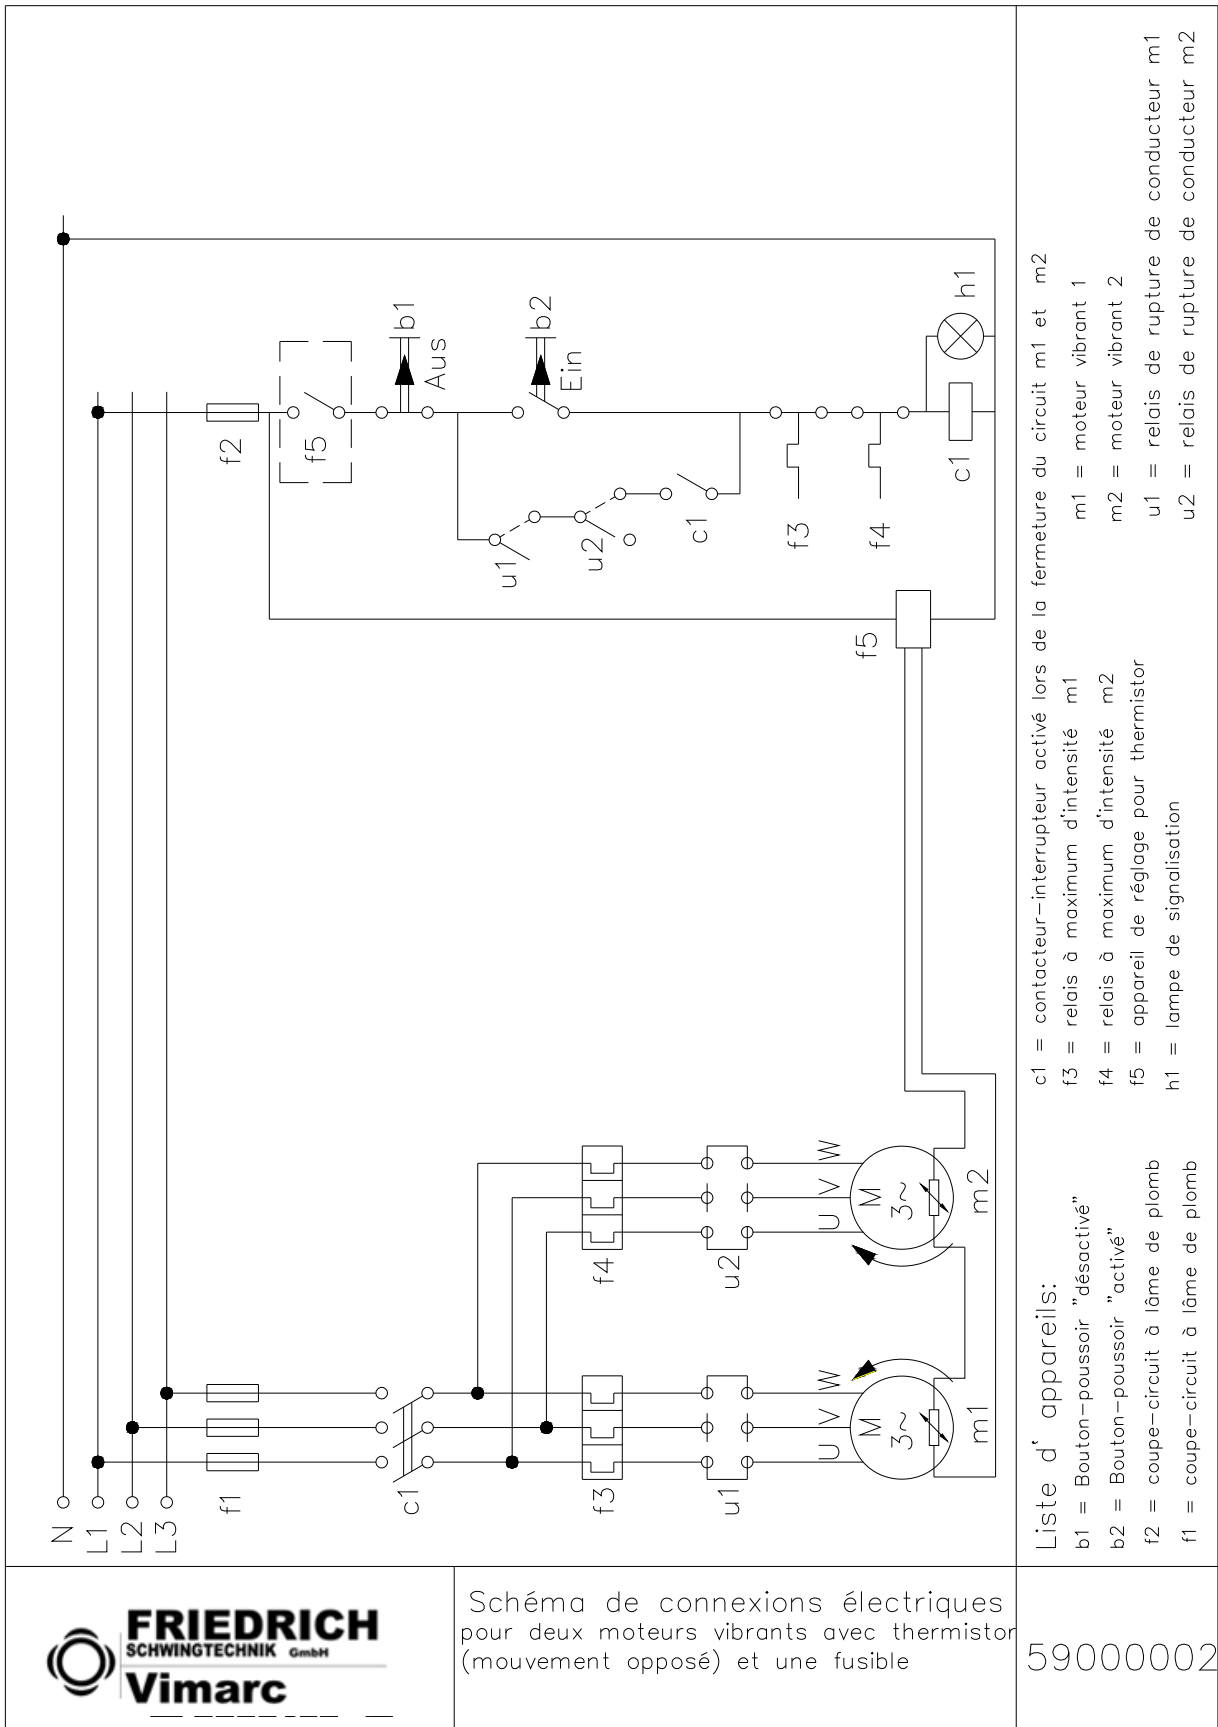 N
L1
L2
L3
f1
c1
f3
u1
U V W
M
3~
m1
f4
u2
U V W
M
3~
m2
f2
f5
b1
Aus
b2
Ein
u1
u2
c1
f3
f4
f5
c1
h1
Liste d' appareils:
b1 = Bouton-poussoir "désactivé"
b2 = Bouton-poussoir "activé"
f2 = coupe-circuit à lâme de plomb
f1 = coupe-circuit à lâme de plomb
c1 = contacteur-interrupteur activé lors de la fermeture du circuit m1 et m2
f3 = relais à maximum d'intensité m1
f4 = relais à maximum d'intensité m2
f5 = appareil de réglage pour thermistor
h1 = lampe de signalisation
m1 = moteur vibrant 1
m2 = moteur vibrant 2
u1 = relais de rupture de conducteur m1
u2 = relais de rupture de conducteur m2
FRIEDRICH
SCHWINGTECHNIK GmbH
Vimarc
Schéma de connexions électriques
pour deux moteurs vibrants avec thermistor
(mouvement opposé) et une fusible
59000002